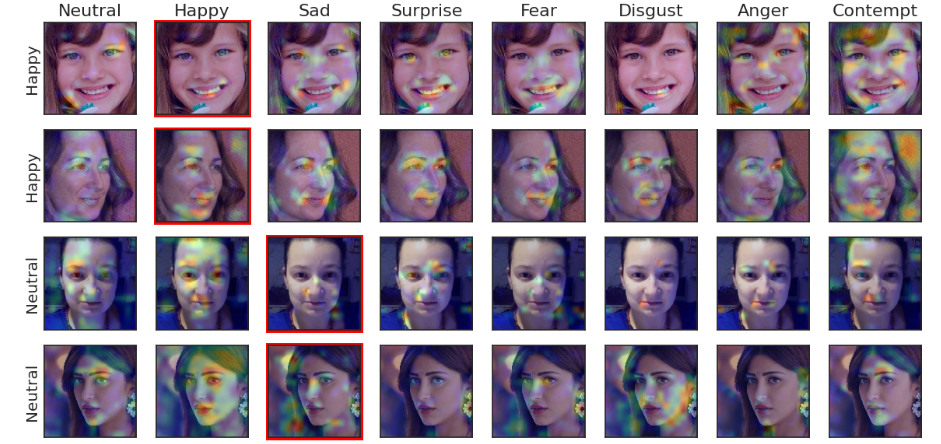 Neutral Happy Sad Surprise Fear Disgust Anger Contempt
Happy
Happy
Neutral
Neutral